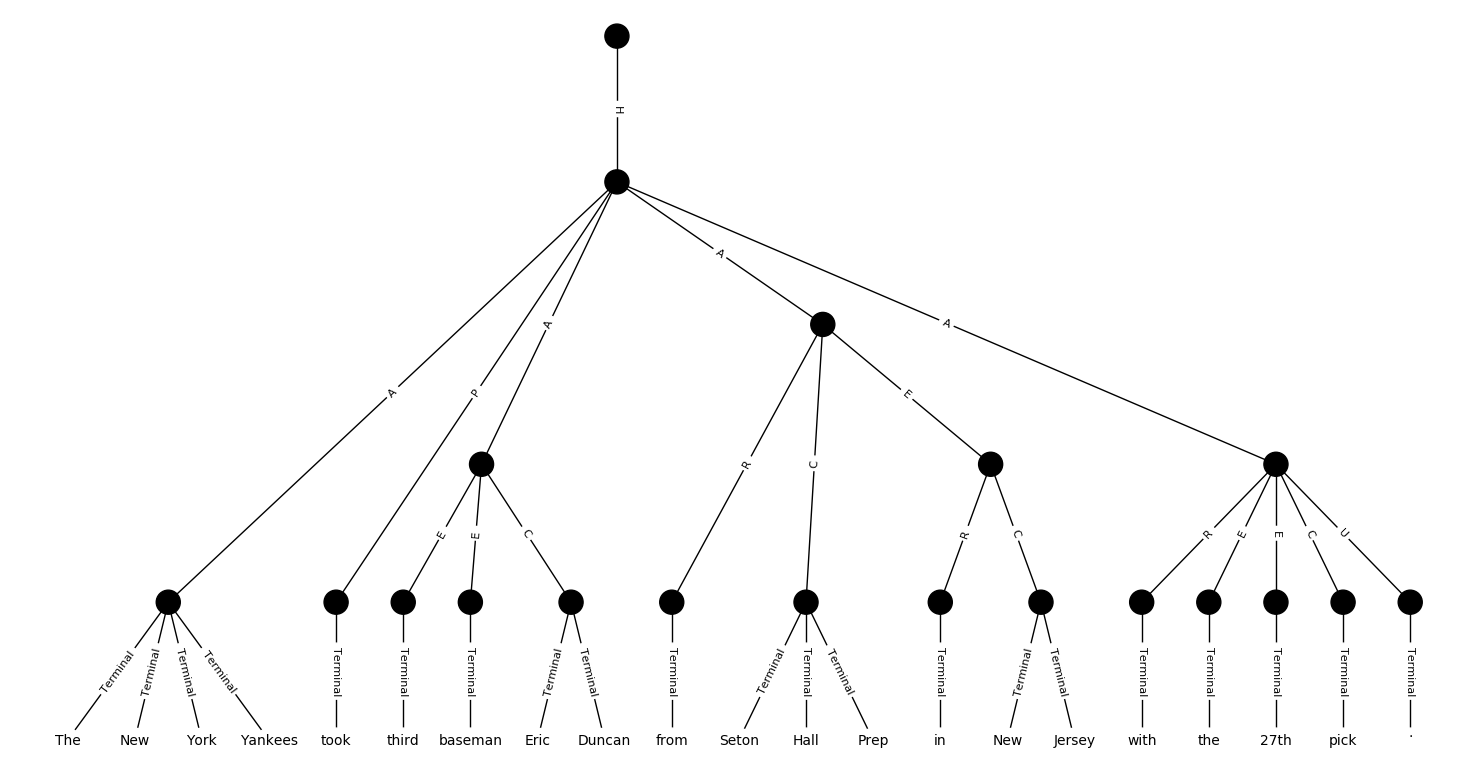 H
A
A
P
A
A
R
C
E
E
E
C
R
C
R
E
E
C
U
Terminal Terminal Terminal Terminal Terminal Terminal Terminal Terminal Terminal Terminal Terminal Terminal Terminal Terminal Terminal Terminal Terminal Terminal Terminal Terminal Terminal
The New York Yankees took third baseman Eric Duncan from Seton Hall Prep in New Jersey with the 27th pick .